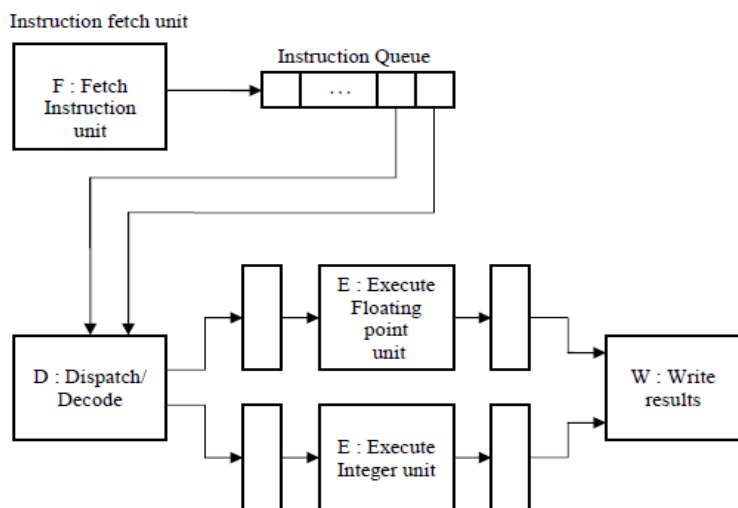 Instruction fetch unit
F : Fetch
Instruction
unit
Instruction Queue
...
E : Execute
Floating
point
unit
D : Dispatch/
Decode
W : Write
results
E : Execute
Integer unit